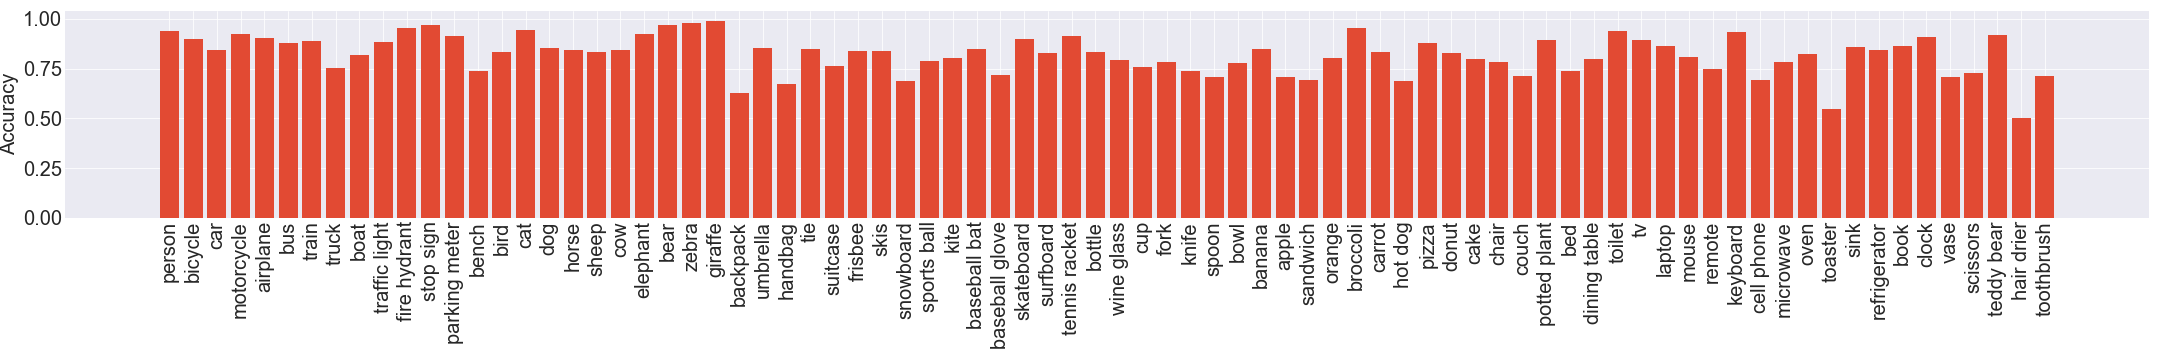 Accuracy
1.00
0.75
0.50
0.25
0.00
person
bicycle
car
motorcycle
airplane
bus
train
truck
boat
traffic light
fire hydrant
stop sign
parking meter
bench
bird
cat
dog
horse
sheep
cow
elephant
bear
zebra
giraffe
backpack
umbrella
handbag
tie
suitcase
frisbee
skis
snowboard
sports ball
kite
baseball bat
baseball glove
skateboard
surfboard
tennis racket
bottle
wine glass
cup
fork
knife
spoon
bowl
banana
apple
sandwich
orange
broccoli
carrot
hot dog
pizza
donut
cake
chair
couch
potted plant
bed
dining table
toilet
tv
laptop
mouse
remote
keyboard
cell phone
microwave
oven
toaster
sink
refrigerator
book
clock
vase
scissors
teddy bear
hair drier
toothbrush